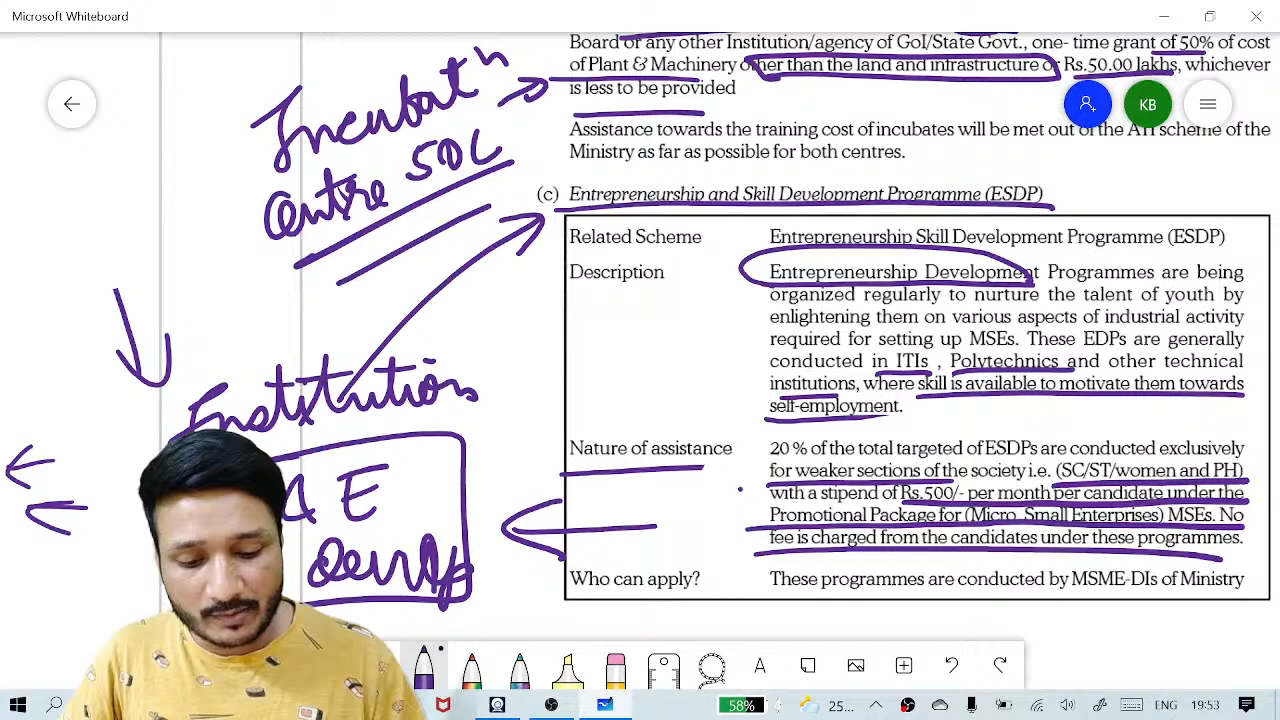 Microsoft Whiteboard
Board or any other Institution/agency of GoI/State Govt., one- time grant of 50% of cost
of Plant & Machinery other than the land and infrastructure or Rs.50.00 lakhs, whichever
is less to be provided
KB
Assistance towards the training cost of incubates will be met out of the ATI scheme of the
Ministry as far as possible for both centres.
Incubatn
Centre 50L
(c) Entrepreneurship and Skill Development Programme (ESDP)
Related Scheme Entrepreneurship Skill Development Programme (ESDP)
Description Entrepreneurship Development Programmes are being
organized regularly to nurture the talent of youth by
enlightening them on various aspects of industrial activity
required for setting up MSEs. These EDPs are generally
conducted in ITIs , Polytechnics and other technical
institutions, where skill is available to motivate them towards
self-employment.
Institution
E
Nature of assistance 20 % of the total targeted of ESDPs are conducted exclusively
for weaker sections of the society i.e. (SC/ST/women and PH)
with a stipend of Rs.500/- per month per candidate under the
Promotional Package for (Micro, Small Enterprises) MSEs. No
fee is charged from the candidates under these programmes.
Who can apply? These programmes are conducted by MSME-DIs of Ministry
58%
25...
ENG
19:53